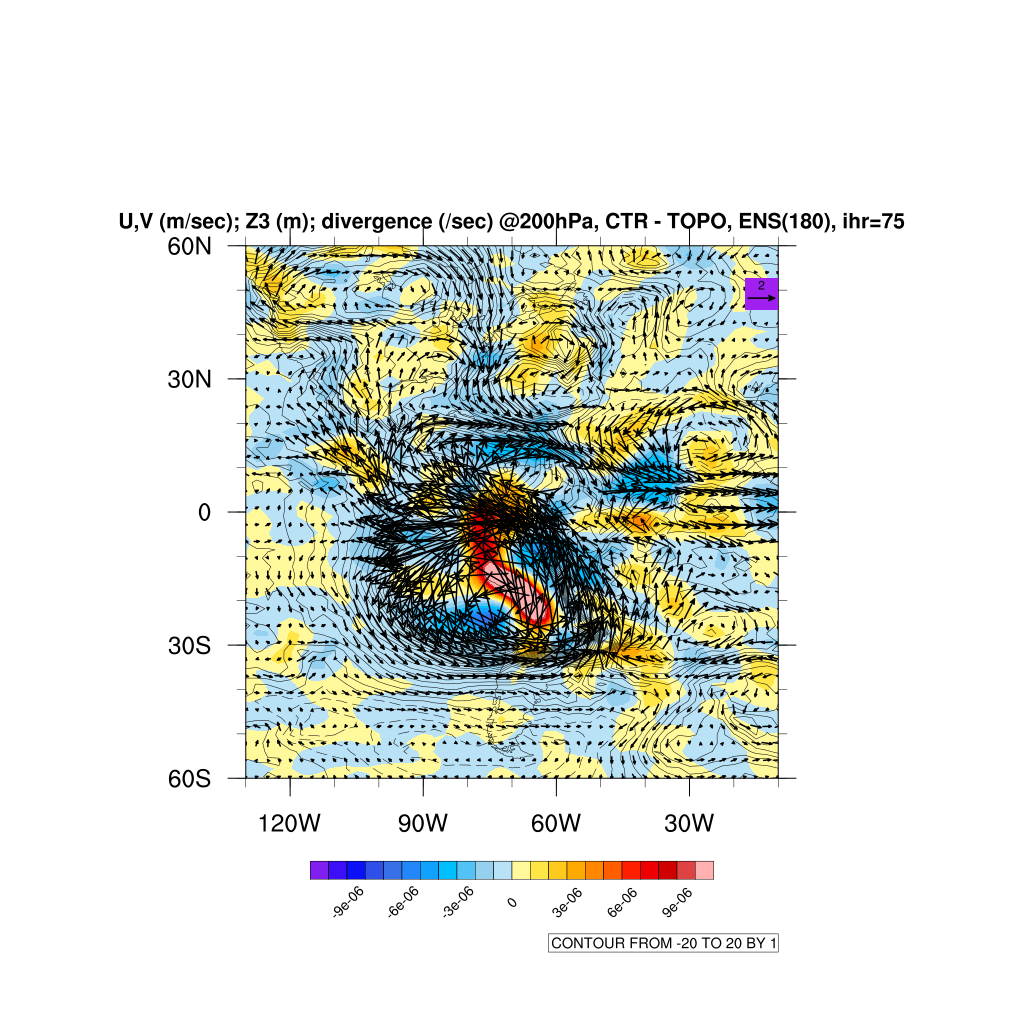 U,V (m/sec); Z3 (m); divergence (/sec) @200hPa, CTR - TOPO, ENS(180), ihr=75
60N
2
30N
0
30S
60S
120W 90W 60W 30W
-9e-06 -6e-06 -3e-06 0 3e-06 6e-06 9e-06
CONTOUR FROM -20 TO 20 BY 1